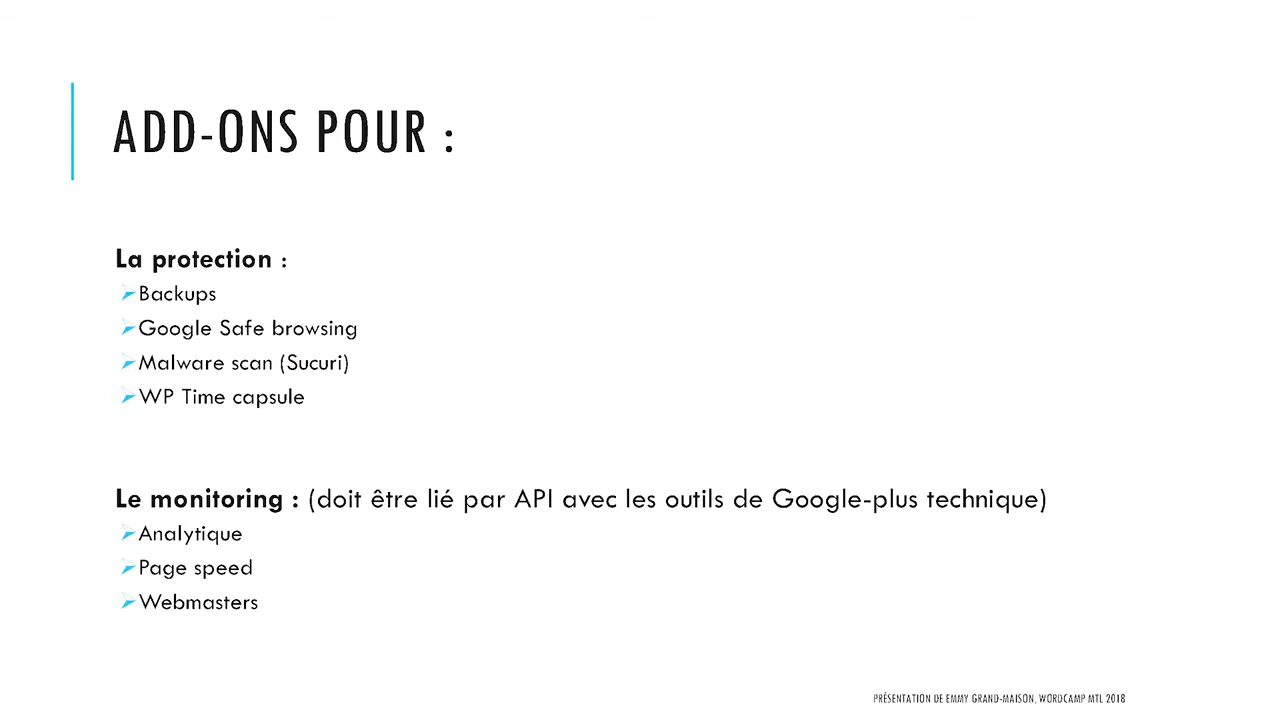 ADD-ONS POUR :
La protection :
Backups
Google Safe browsing
Malware scan (Sucuri)
WP Time capsule
Le monitoring : (doit être lié par API avec les outils de Google-plus technique)
Analytique
Page speed
Webmasters
PRÉSENTATION DE EMMY GRAND-MAISON, WORDCAMP MTL 2018